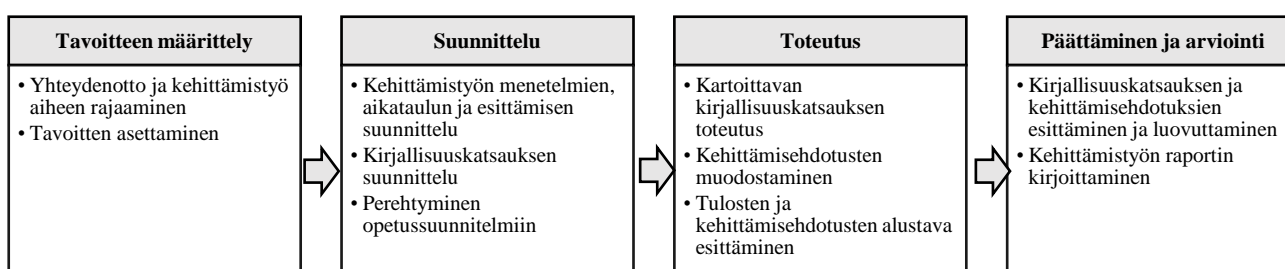 Tavoitteen määrittely
• Yhteydenotto ja kehittämistyö
aiheen rajaaminen
• Tavoitten asettaminen
Suunnittelu
• Kehittämistyön menetelmien,
aikataulun ja esittämisen
suunnittelu
• Kirjallisuuskatsauksen
suunnittelu
• Perehtyminen
opetussuunnitelmiin
Toteutus
• Kartoittavan
kirjallisuuskatsauksen
toteutus
• Kehittämisehdotusten
muodostaminen
• Tulosten ja
kehittämisehdotusten alustava
esittäminen
Päättäminen ja arviointi
• Kirjallisuuskatsauksen ja
kehittämisehdotuksien
esittäminen ja luovuttaminen
• Kehittämistyön raportin
kirjoittaminen